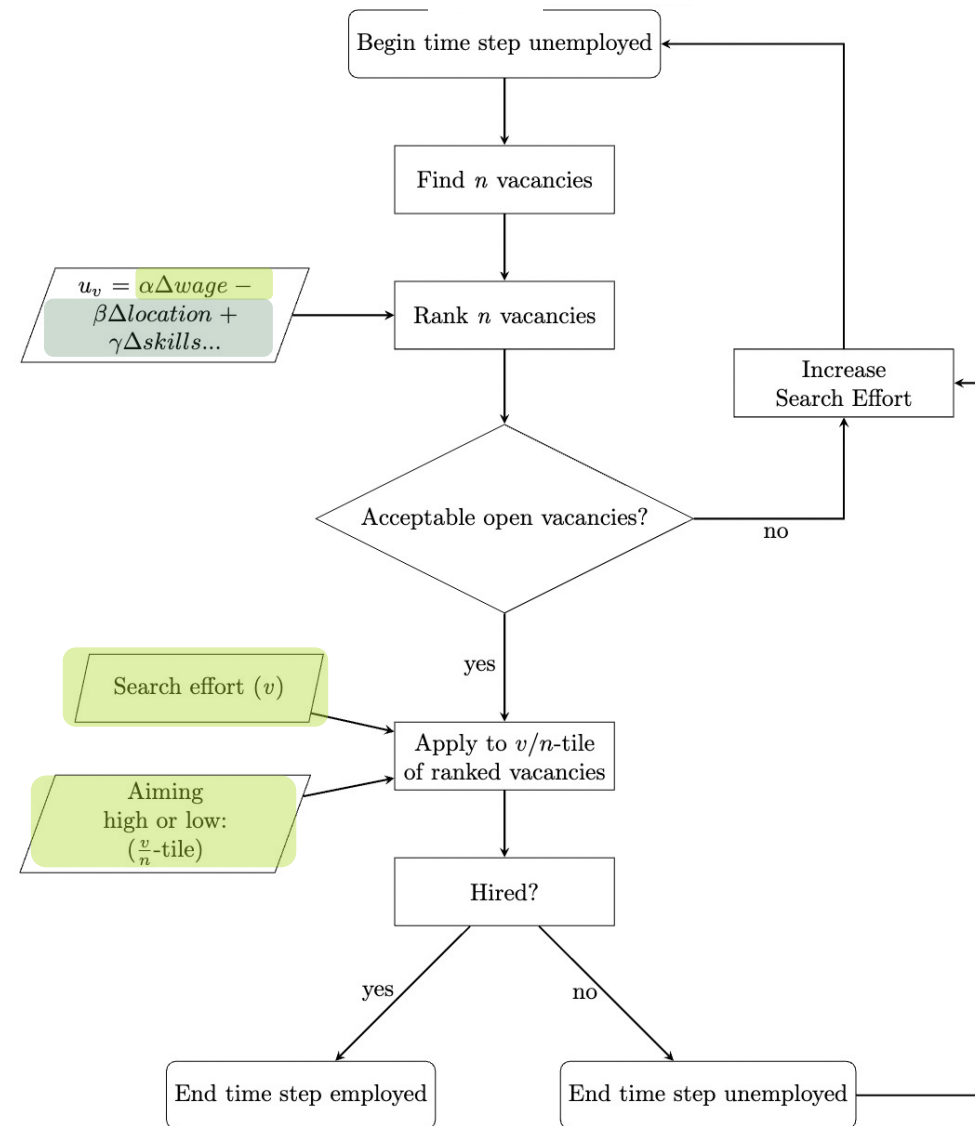 Begin time step unemployed
Find n vacancies
u_v = αΔwage −
βΔlocation +
γΔskills...
Rank n vacancies
Increase
Search Effort
Acceptable open vacancies?
no
yes
Search effort (v)
Apply to v/n-tile
of ranked vacancies
Aiming
high or low:
(v/n-tile)
Hired?
yes
no
End time step employed
End time step unemployed